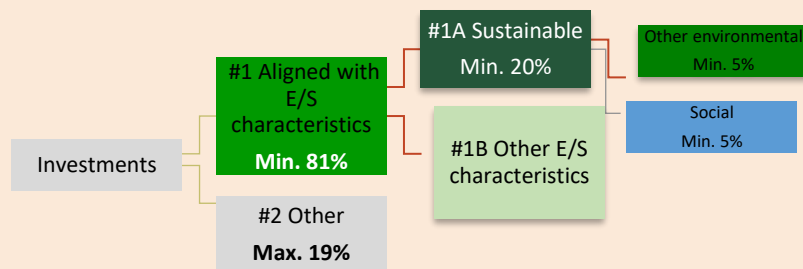 Investments
#1 Aligned with
E/S
characteristics
Min. 81%
#2 Other
Max. 19%
#1A Sustainable
Min. 20%
#1B Other E/S
characteristics
Other environmental
Min. 5%
Social
Min. 5%